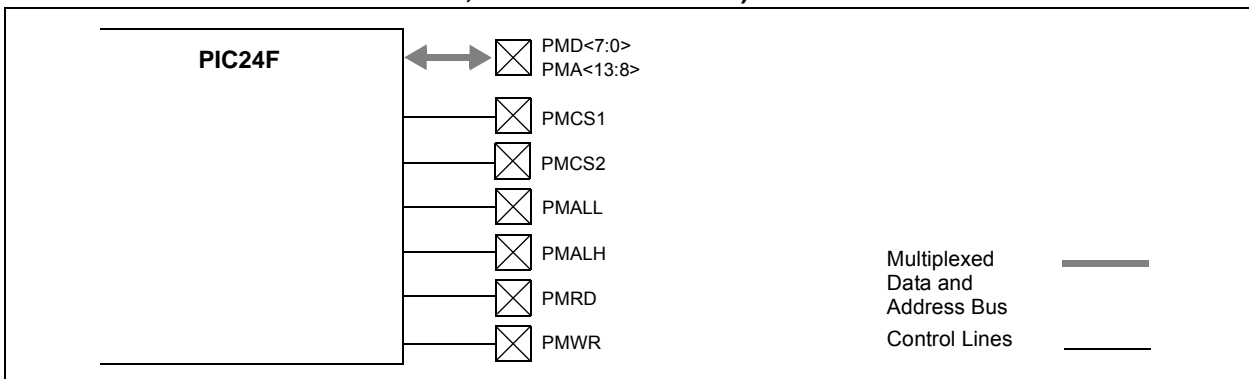 PIC24F
PMD<7:0>
PMA<13:8>
PMCS1
PMCS2
PMALL
PMALH
PMRD
PMWR
Multiplexed
Data and
Address Bus
Control Lines